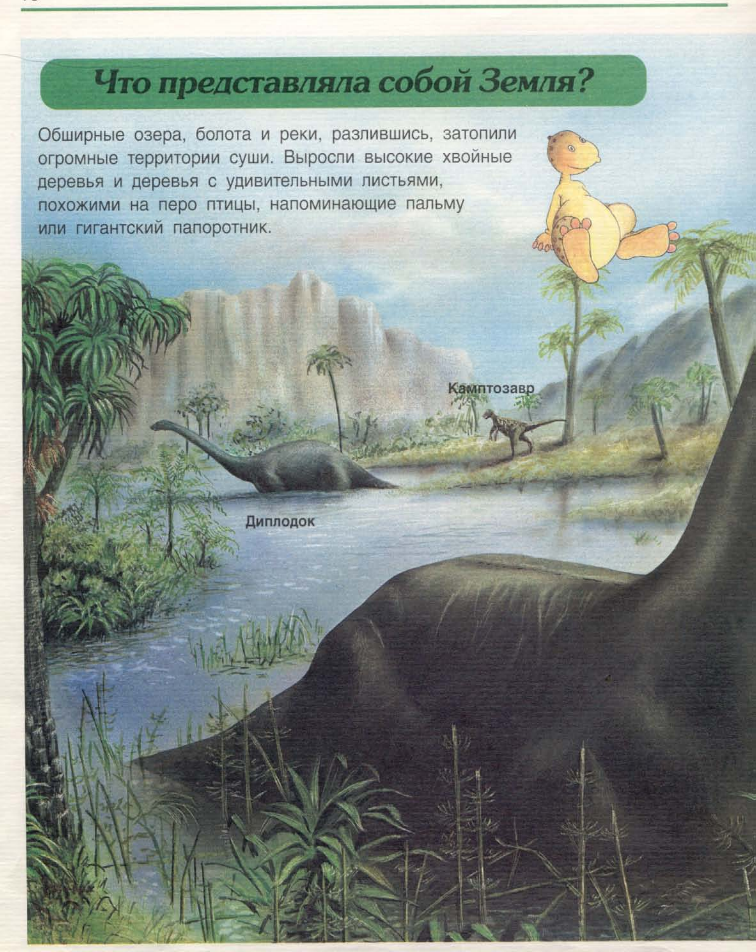 Что представляла собой Земля?
Обширные озера, болота и реки, разлившись, затопили
огромные территории суши. Выросли высокие хвойные
деревья и деревья с удивительными листьями,
похожими на перо птицы, напоминающие пальму
или гигантский папоротник.
Камптозавр
Диплодок